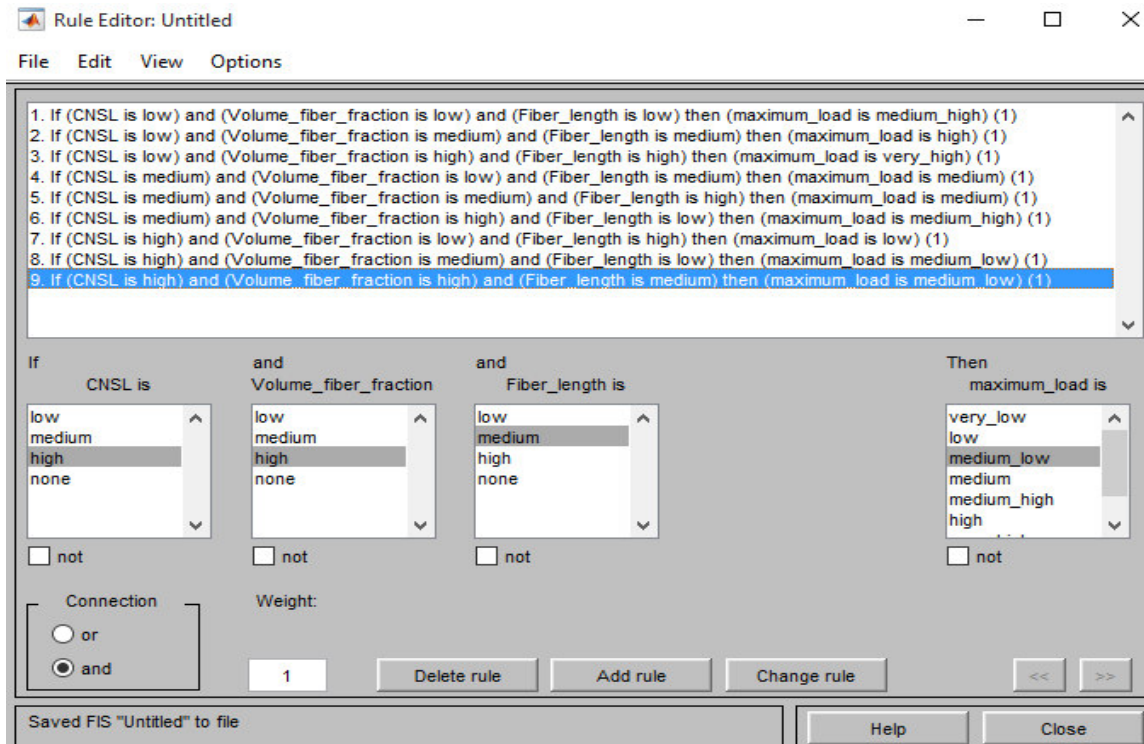 Rule Editor: Untitled
File Edit View Options
1. If (CNSL is low) and (Volume_fiber_fraction is low) and (Fiber_length is low) then (maximum_load is medium_high) (1)
2. If (CNSL is low) and (Volume_fiber_fraction is medium) and (Fiber_length is medium) then (maximum_load is high) (1)
3. If (CNSL is low) and (Volume_fiber_fraction is high) and (Fiber_length is high) then (maximum_load is very_high) (1)
4. If (CNSL is medium) and (Volume_fiber_fraction is low) and (Fiber_length is medium) then (maximum_load is medium) (1)
5. If (CNSL is medium) and (Volume_fiber_fraction is medium) and (Fiber_length is high) then (maximum_load is medium) (1)
6. If (CNSL is medium) and (Volume_fiber_fraction is high) and (Fiber_length is low) then (maximum_load is medium_high) (1)
7. If (CNSL is high) and (Volume_fiber_fraction is low) and (Fiber_length is high) then (maximum_load is low) (1)
8. If (CNSL is high) and (Volume_fiber_fraction is medium) and (Fiber_length is low) then (maximum_load is medium_low) (1)
9. If (CNSL is high) and (Volume_fiber_fraction is high) and (Fiber_length is medium) then (maximum_load is medium_low) (1)
If
CNSL is
low
medium
high
none
not
and
Volume_fiber_fraction
low
medium
high
none
not
and
Fiber_length is
low
medium
high
none
not
Then
maximum_load is
very_low
low
medium_low
medium
medium_high
high
not
Connection
or
and
Weight:
1
Delete rule
Add rule
Change rule
<<
>>
Saved FIS "Untitled" to file
Help
Close